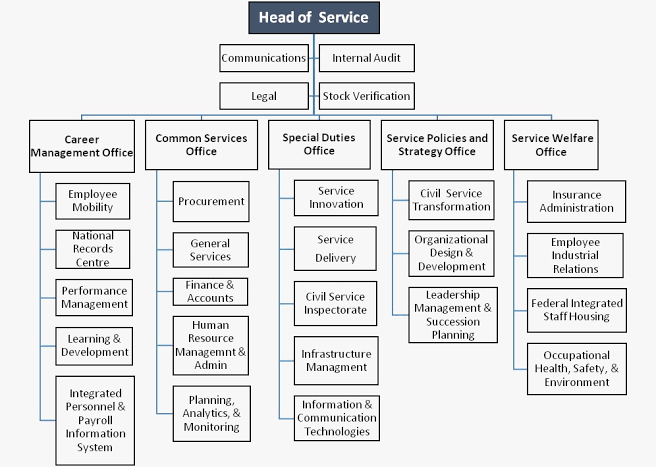 Head of Service
Communications
Internal Audit
Legal
Stock Verification
Career
Management Office
Common Services
Office
Special Duties
Office
Service Policies and
Strategy Office
Service Welfare
Office
Employee
Mobility
National
Records
Centre
Performance
Management
Learning &
Development
Integrated
Personnel &
Payroll
Information
System
Procurement
General
Services
Finance &
Accounts
Human
Resource
Managemnt &
Admin
Planning,
Analytics, &
Monitoring
Service
Innovation
Service
Delivery
Civil Service
Inspectorate
Infrastructure
Managment
Information &
Communication
Technologies
Civil Service
Transformation
Organizational
Design &
Development
Leadership
Management &
Succession
Planning
Insurance
Administration
Employee
Industrial
Relations
Federal Integrated
Staff Housing
Occupational
Health, Safety, &
Environment